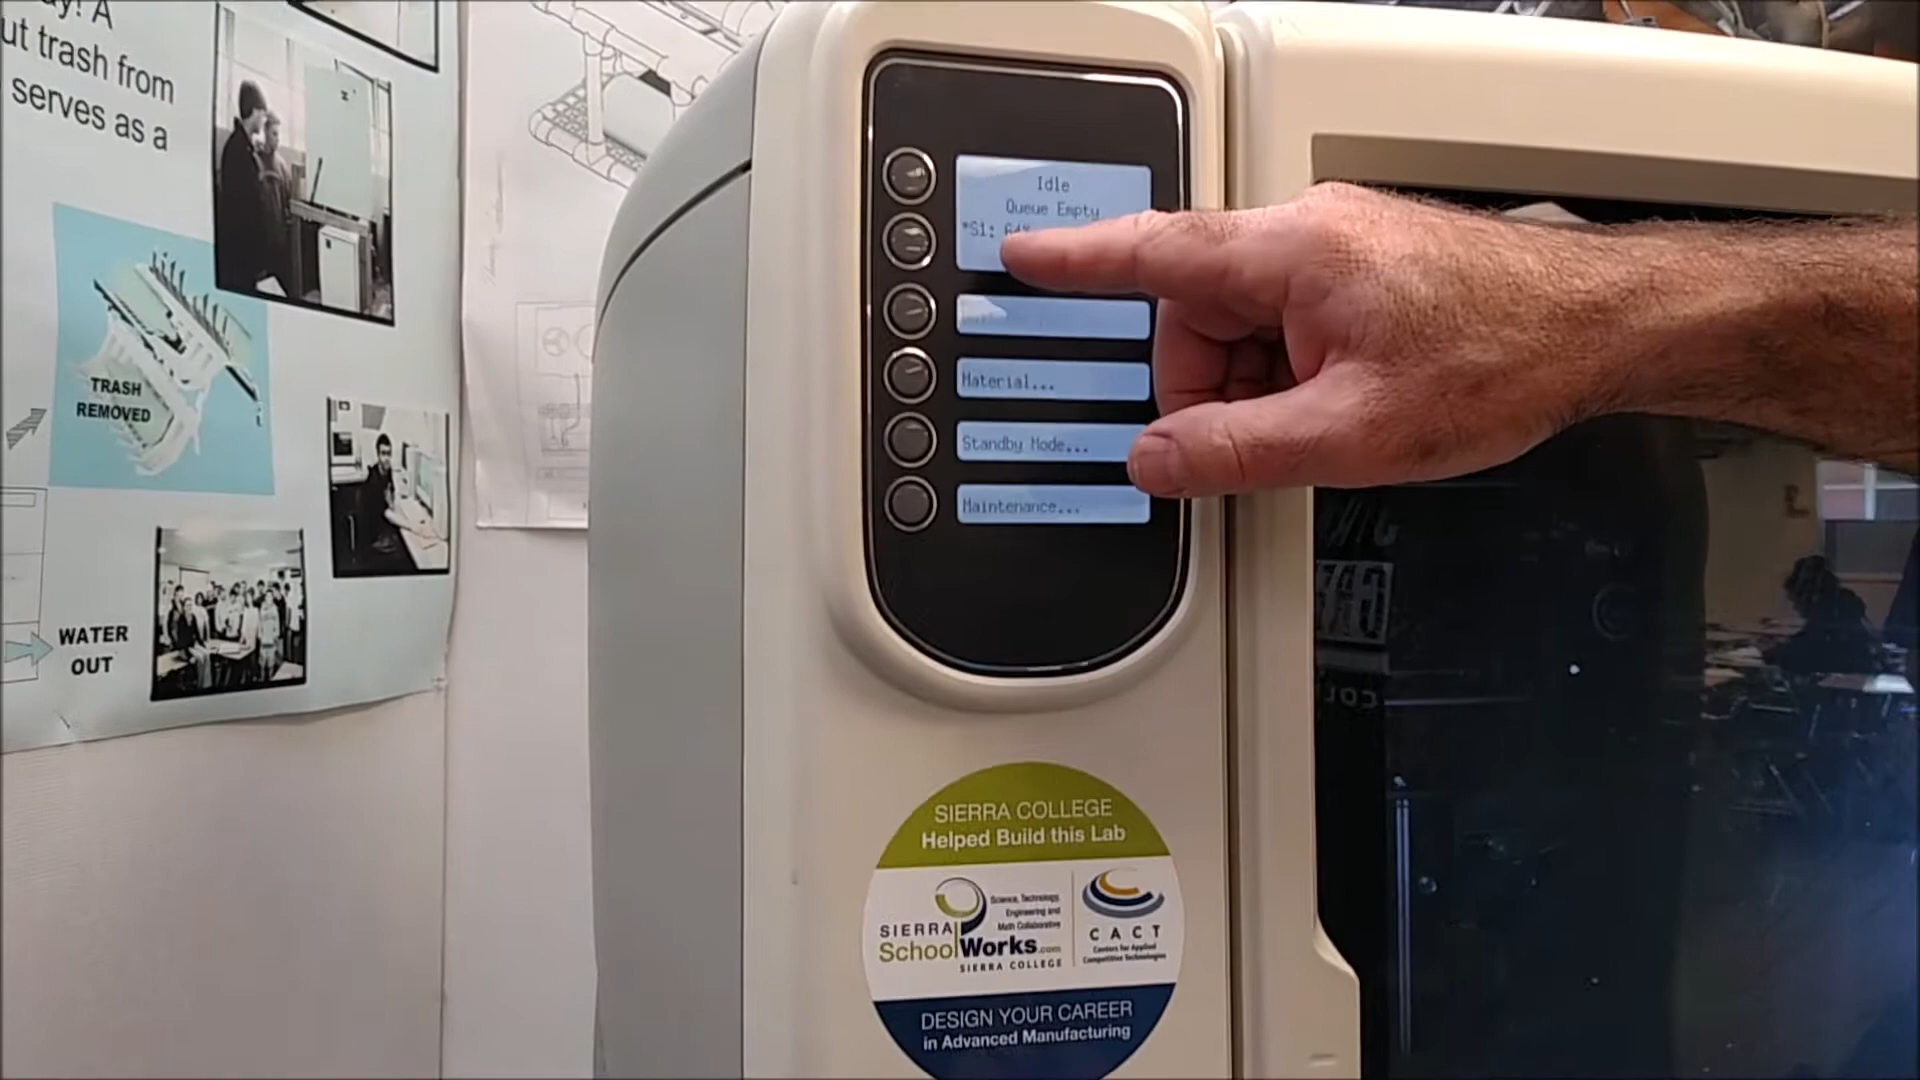 ay! A
ut trash from
serves as a
TRASH
REMOVED
WATER
OUT
Idle
Queue Empty
*S1:
Material...
Standby Mode...
Maintenance...
SIERRA COLLEGE
Helped Build this Lab
Science, Technology,
Engineering and
Math Collaborative
SIERRA
SchoolWorks.com
SIERRA COLLEGE
CACT
Centers for Applied
Competitive Technologies
DESIGN YOUR CAREER
in Advanced Manufacturing